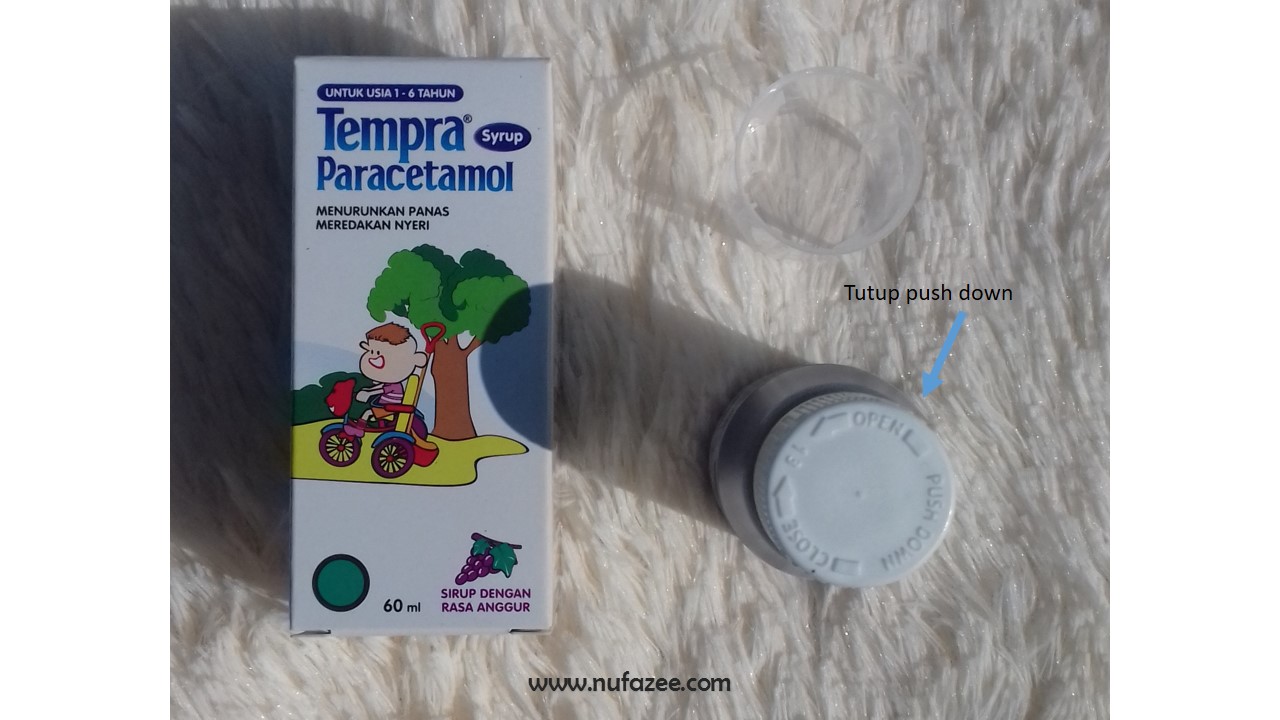 UNTUK USIA 1 - 6 TAHUN
Tempra® Syrup
Paracetamol
MENURUNKAN PANAS
MEREDAKAN NYERI
60 ml
SIRUP DENGAN
RASA ANGGUR
Tutup push down
OPEN
PUSH DOWN
CLOSE
13
www.nufazee.com